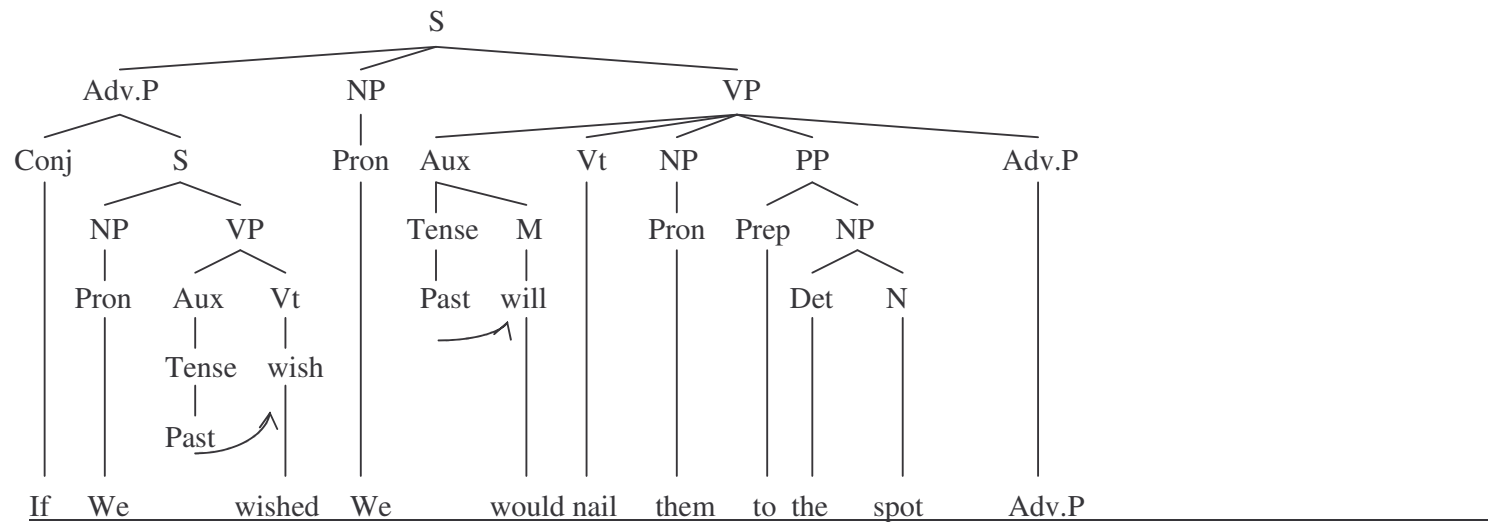 S
Adv.P NP VP
Conj S Pron Aux Vt NP PP Adv.P
NP VP Tense M Pron Prep NP
Pron Aux Vt Past will Det N
Tense wish
Past
If We wished We would nail them to the spot Adv.P